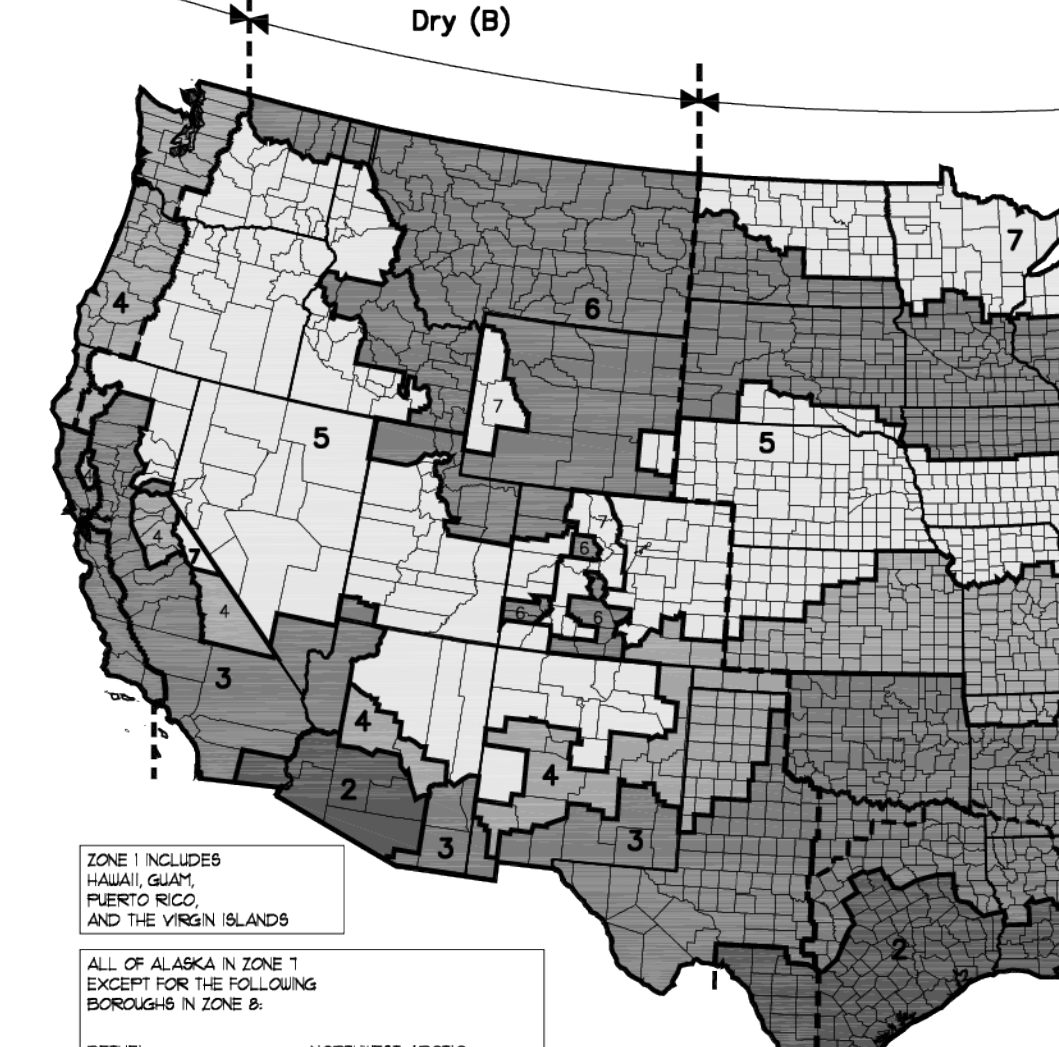 Dry (B)
7
4
6
7
5
5
4
4
7
7
6
4
6
6
3
4
4
2
3
3
2
ZONE 1 INCLUDES
HAWAII, GUAM,
PUERTO RICO,
AND THE VIRGIN ISLANDS
ALL OF ALASKA IN ZONE 7
EXCEPT FOR THE FOLLOWING
BOROUGHS IN ZONE 8: